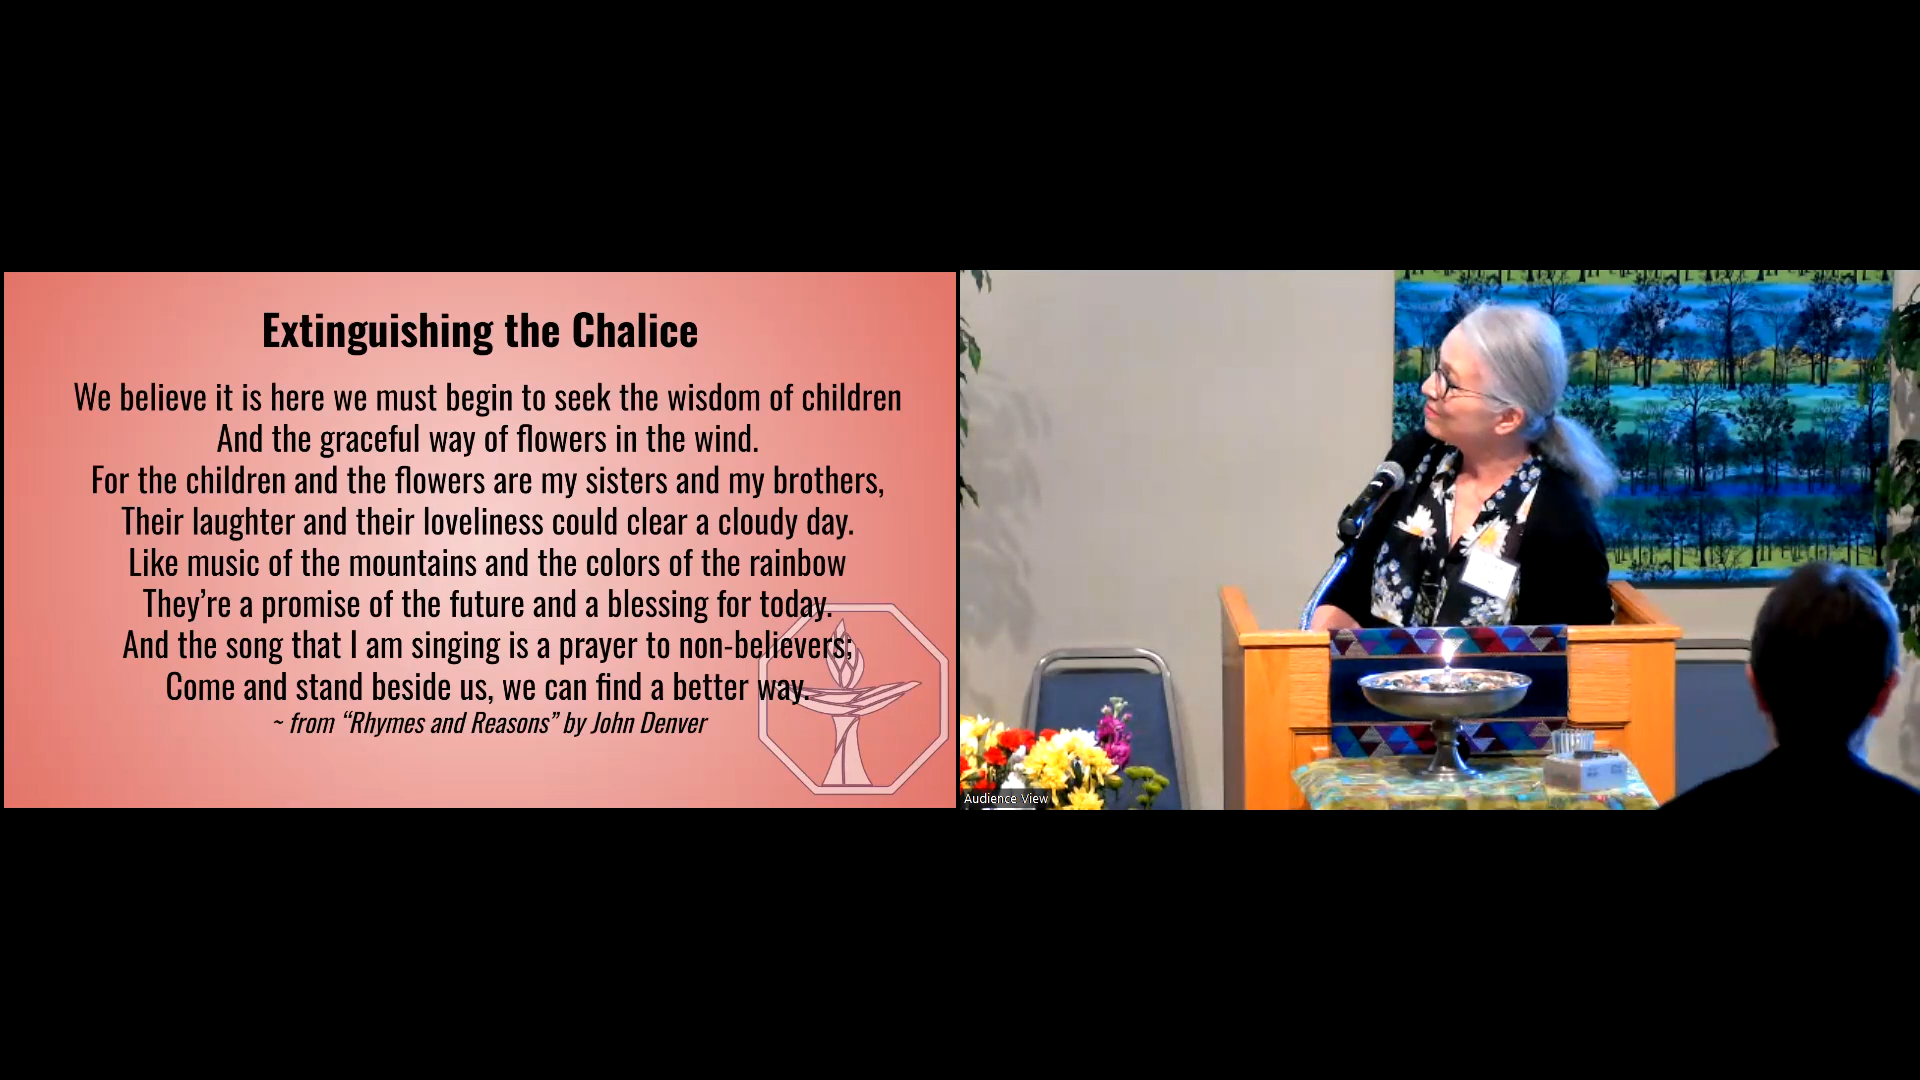 Extinguishing the Chalice
We believe it is here we must begin to seek the wisdom of children
And the graceful way of flowers in the wind.
For the children and the flowers are my sisters and my brothers,
Their laughter and their loveliness could clear a cloudy day.
Like music of the mountains and the colors of the rainbow
They’re a promise of the future and a blessing for today.
And the song that I am singing is a prayer to non-believers;
Come and stand beside us, we can find a better way.
~ from “Rhymes and Reasons” by John Denver
Audience View